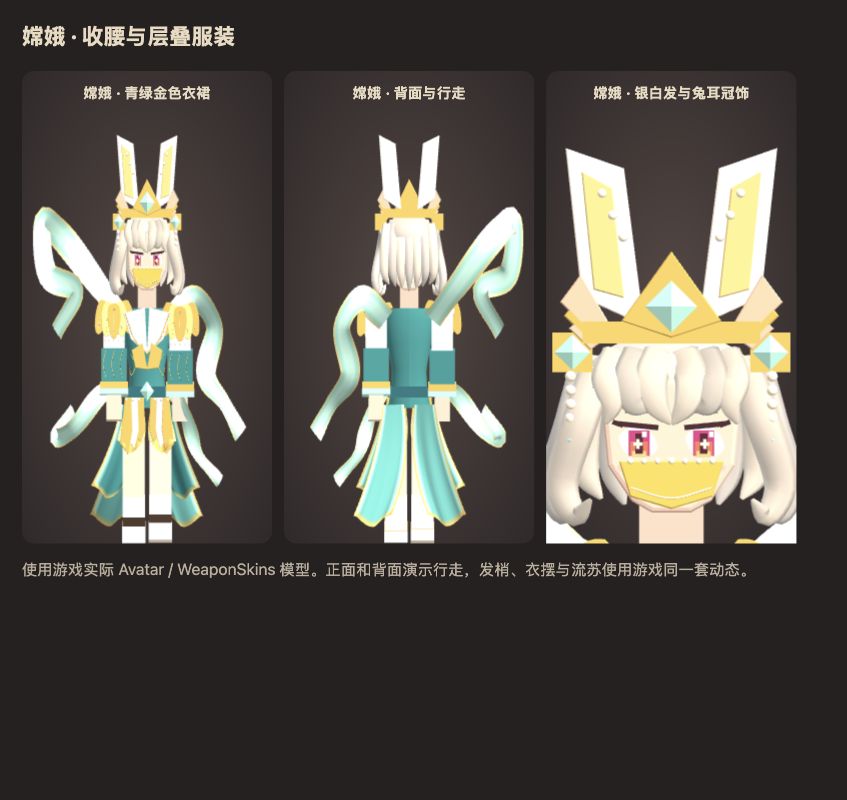 嫦娥 · 收腰与层叠服装
嫦娥 · 青绿金色衣裙
嫦娥 · 背面与行走
嫦娥 · 银白发与兔耳冠饰
使用游戏实际 Avatar / WeaponSkins 模型。正面和背面演示行走，发梢、衣摆与流苏使用游戏同一套动态。